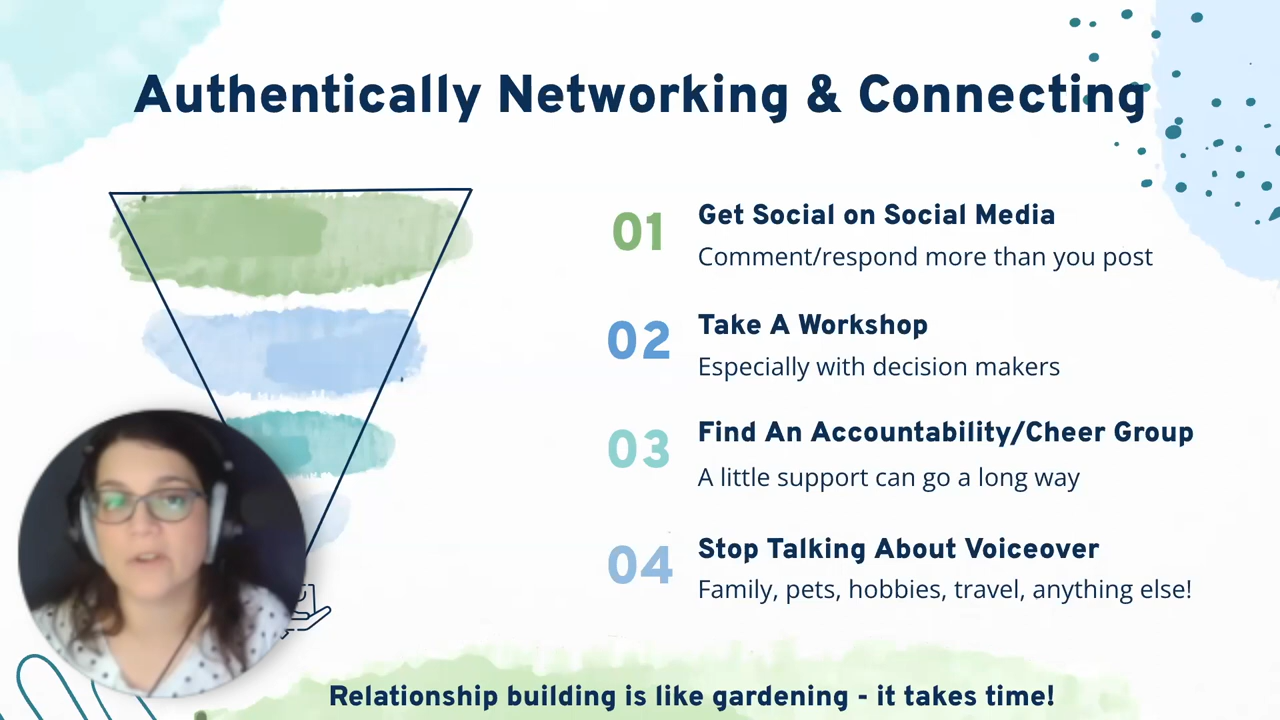 Authentically Networking & Connecting
01
Get Social on Social Media
Comment/respond more than you post
02
Take A Workshop
Especially with decision makers
03
Find An Accountability/Cheer Group
A little support can go a long way
04
Stop Talking About Voiceover
Family, pets, hobbies, travel, anything else!
Relationship building is like gardening - it takes time!